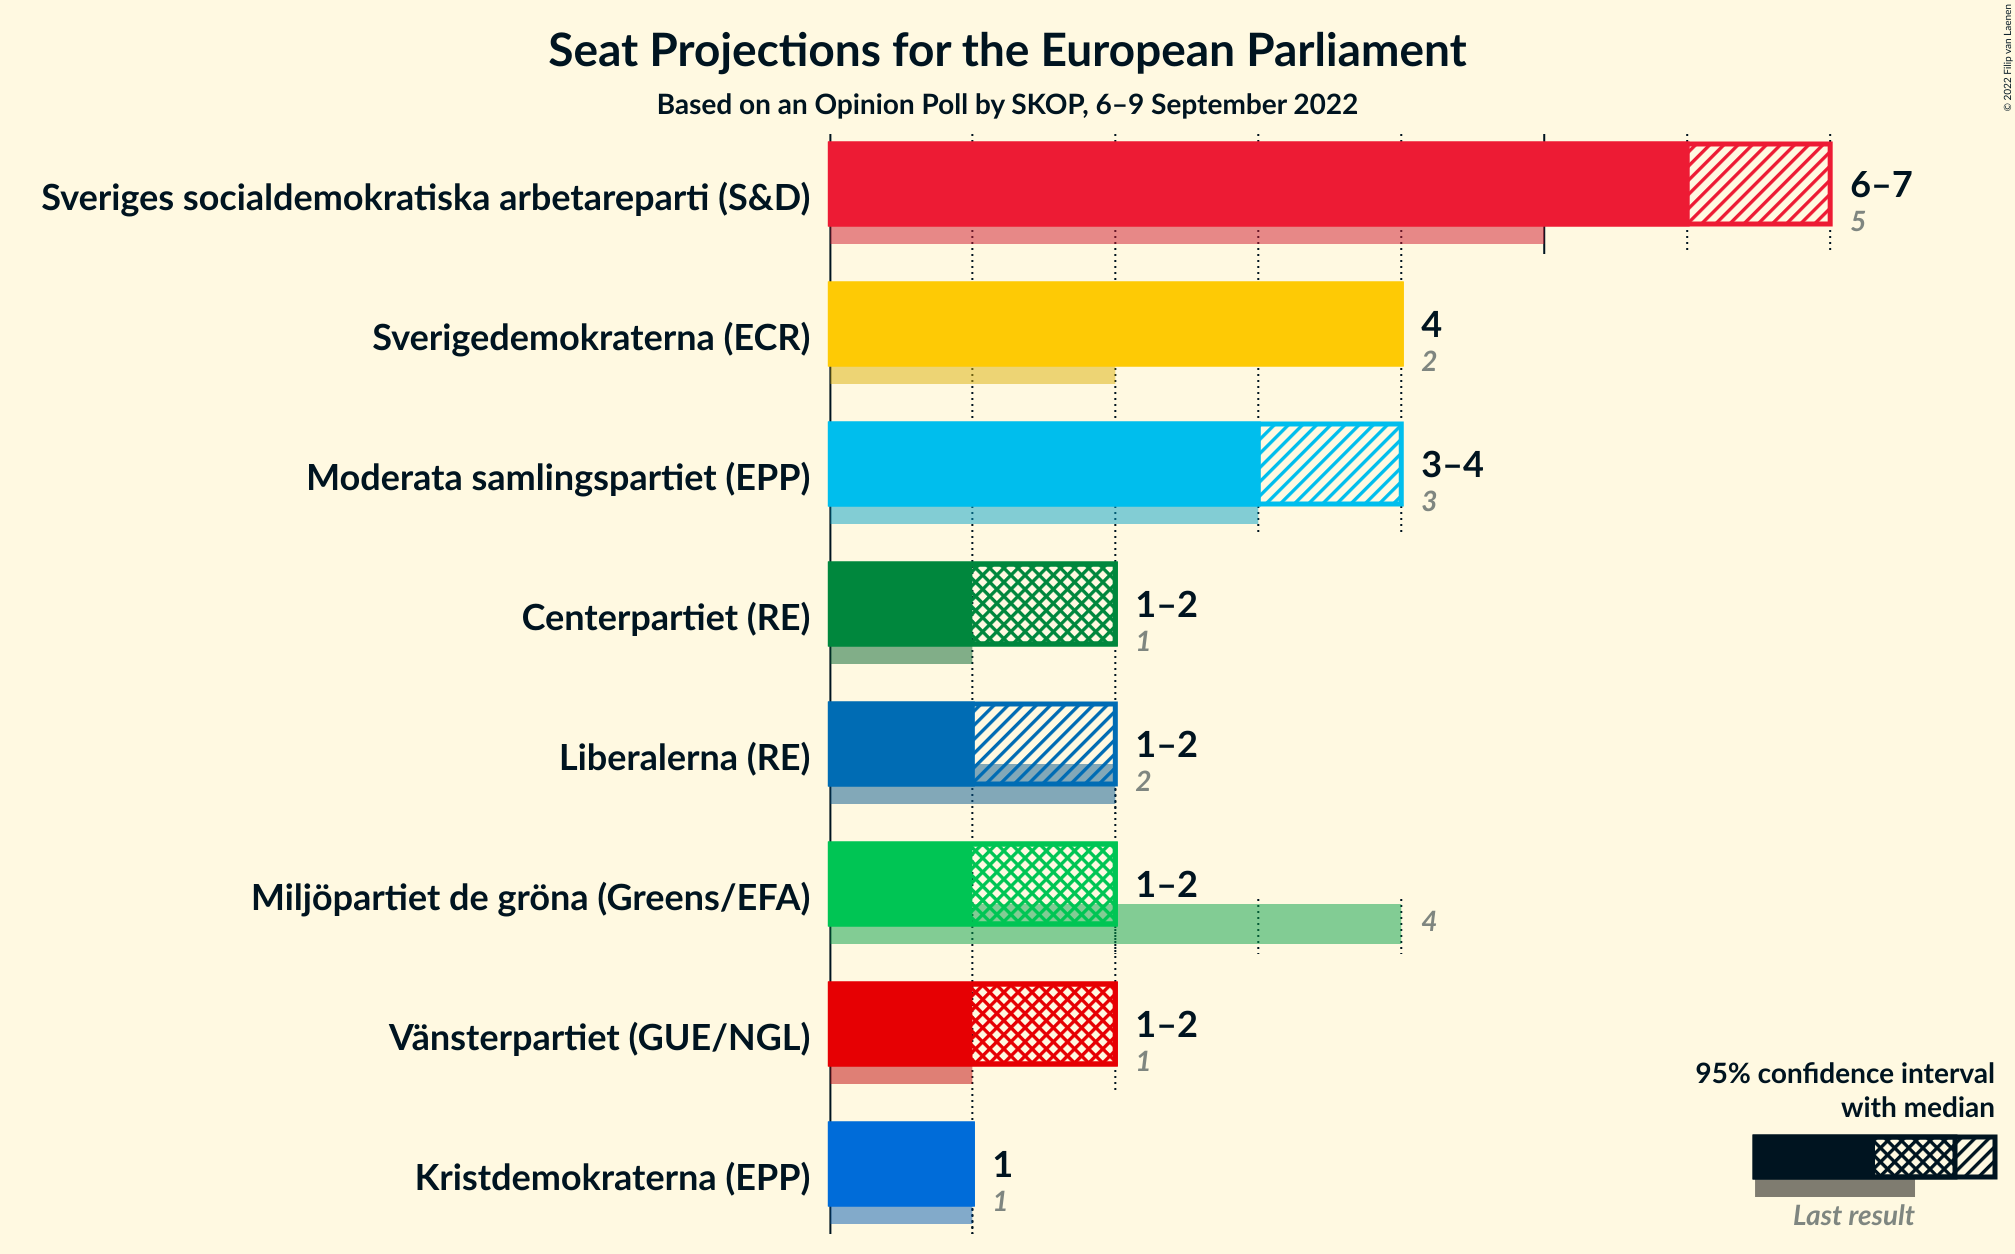 Seat Projections for the European Parliament
Based on an Opinion Poll by SKOP, 6–9 September 2022
© 2022 Filip van Laenen
Sveriges socialdemokratiska arbetareparti (S&D)
6–7
5
Sverigedemokraterna (ECR)
4
2
Moderata samlingspartiet (EPP)
3–4
3
Centerpartiet (RE)
1–2
1
Liberalerna (RE)
1–2
2
Miljöpartiet de gröna (Greens/EFA)
1–2
4
Vänsterpartiet (GUE/NGL)
1–2
1
Kristdemokraterna (EPP)
1
1
95% confidence interval
with median
Last result